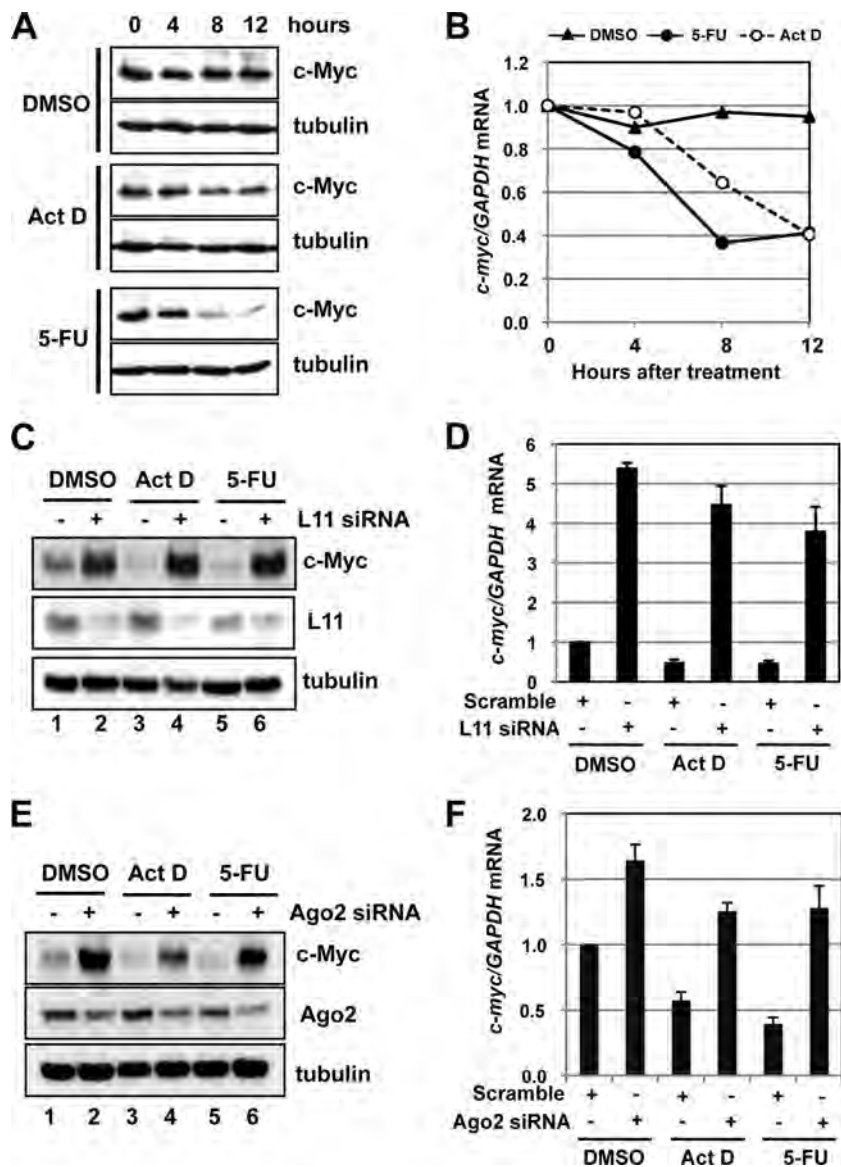 A
0 4 8 12 hours
DMSO
c-Myc
tubulin
Act D
c-Myc
tubulin
5-FU
c-Myc
tubulin
B
DMSO 5-FU Act D
c-myc/GAPDH mRNA
1.2
1.0
0.8
0.6
0.4
0.2
0.0
0 4 8 12
Hours after treatment
C
DMSO Act D 5-FU
- + - + - + L11 siRNA
c-Myc
L11
tubulin
1 2 3 4 5 6
D
c-myc/GAPDH mRNA
6
5
4
3
2
1
0
Scramble + - + - + -
L11 siRNA - + - + - +
DMSO Act D 5-FU
E
DMSO Act D 5-FU
- + - + - + Ago2 siRNA
c-Myc
Ago2
tubulin
1 2 3 4 5 6
F
c-myc/GAPDH mRNA
2.0
1.5
1.0
0.5
0.0
Scramble + - + - + -
Ago2 siRNA - + - + - +
DMSO Act D 5-FU